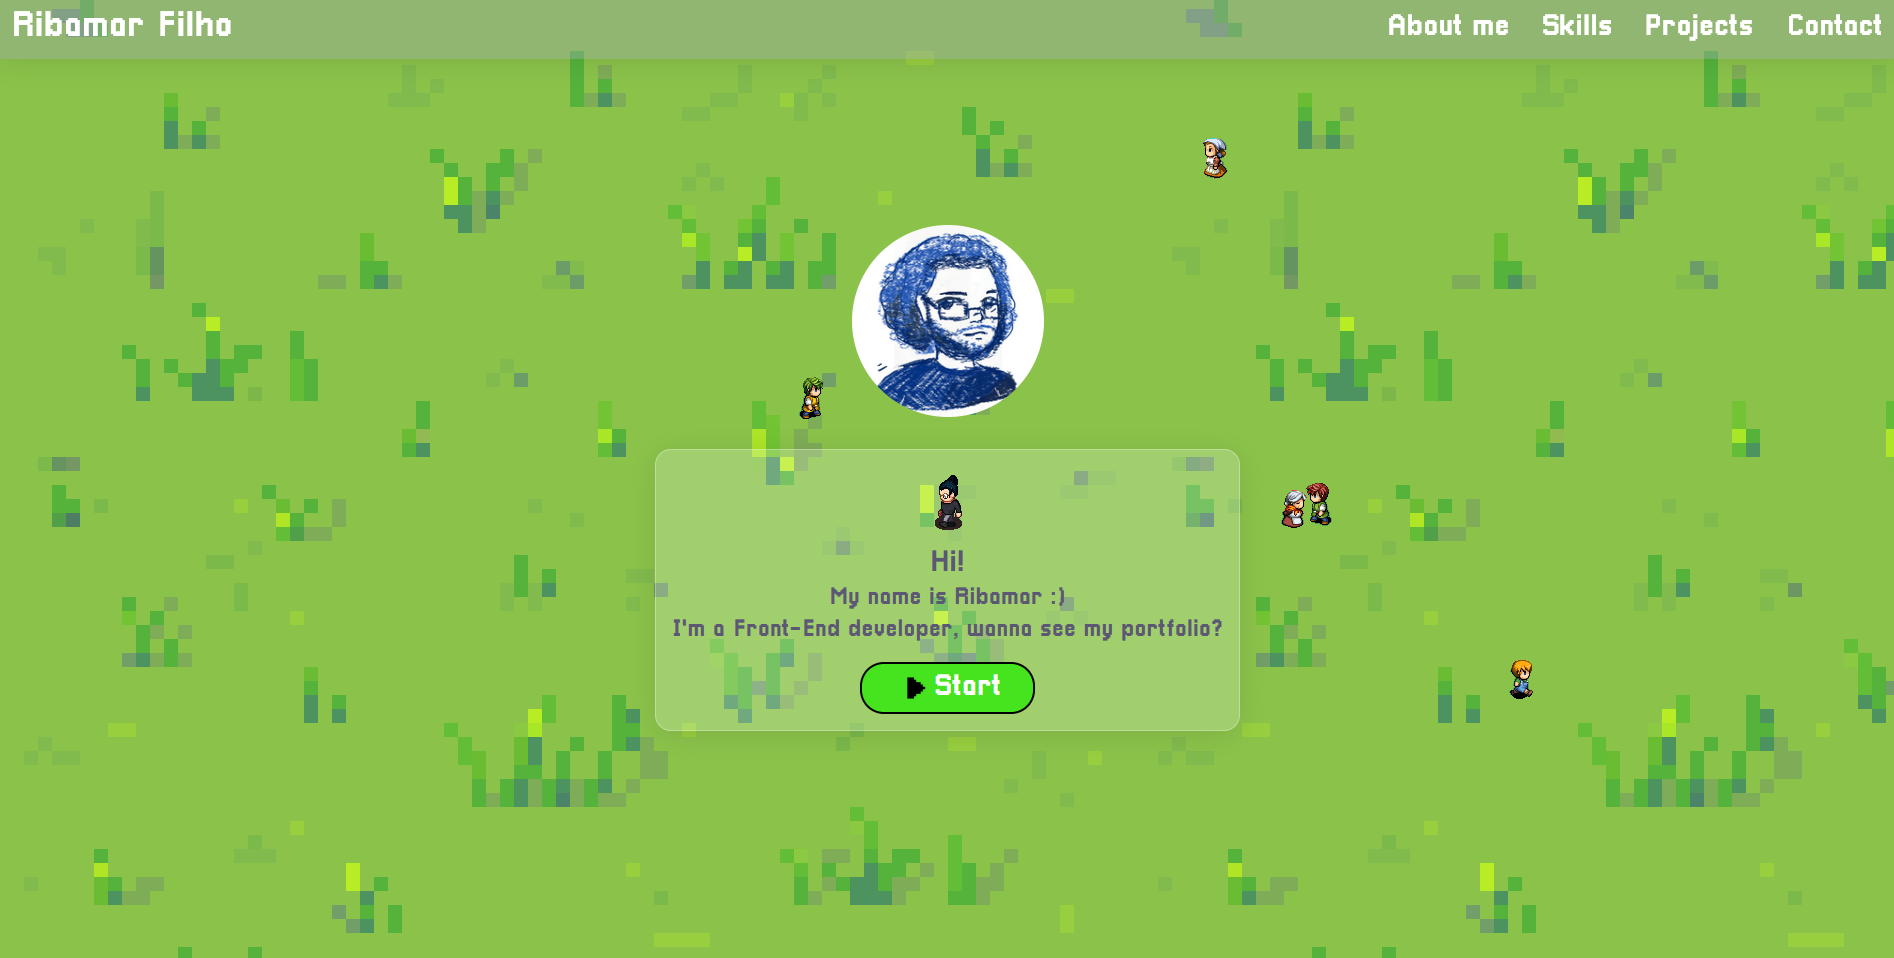 Ribamar Filho
About me Skills Projects Contact
Hi!
My name is Ribamar :)
I'm a Front-End developer, wanna see my portfolio?
Start